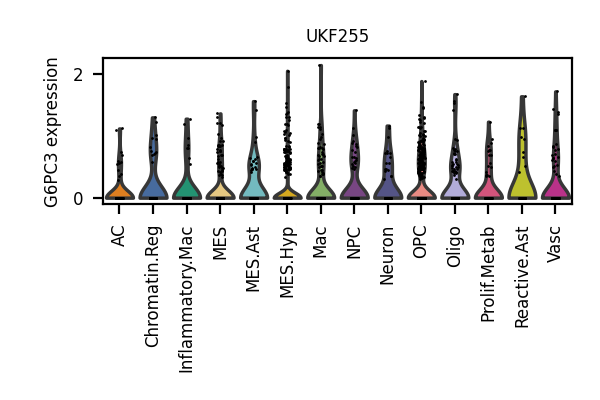 UKF255
G6PC3 expression
2
0
AC
Chromatin.Reg
Inflammatory.Mac
MES
MES.Ast
MES.Hyp
Mac
NPC
Neuron
OPC
Oligo
Prolif.Metab
Reactive.Ast
Vasc